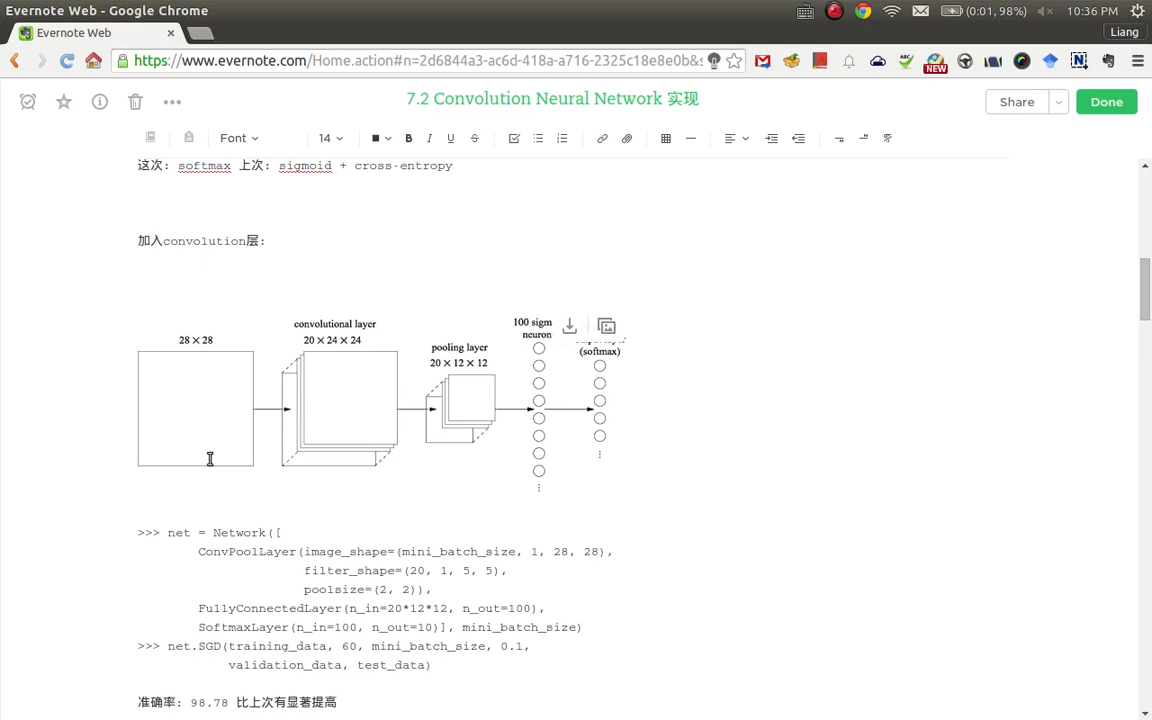 Evernote Web - Google Chrome
(0:01, 98%)
10:36 PM
Evernote Web
Liang
https://www.evernote.com/Home.action#n=2d6844a3-ac6d-418a-a716-2325c18e8e0b&s
NEW
7.2 Convolution Neural Network 实现
Share
Done
Font
14
B I U
这次: softmax 上次: sigmoid + cross-entropy
加入convolution层:
28 × 28
convolutional layer
20 × 24 × 24
pooling layer
20 × 12 × 12
100 sigm
neuron
(softmax)
>>> net = Network([
ConvPoolLayer(image_shape=(mini_batch_size, 1, 28, 28),
filter_shape=(20, 1, 5, 5),
poolsize=(2, 2)),
FullyConnectedLayer(n_in=20*12*12, n_out=100),
SoftmaxLayer(n_in=100, n_out=10)], mini_batch_size)
>>> net.SGD(training_data, 60, mini_batch_size, 0.1,
validation_data, test_data)
准确率: 98.78 比上次有显著提高